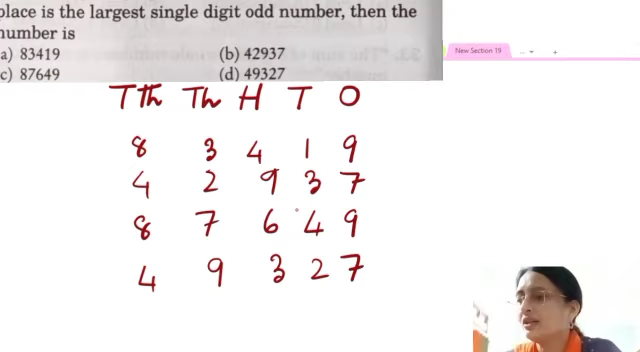 place is the largest single digit odd number, then the
number is
a) 83419 (b) 42937
c) 87649 (d) 49327
New Section 19
TTh Th H T O
8 3 4 1 9
4 2 9 3 7
8 7 6 4 9
4 9 3 2 7